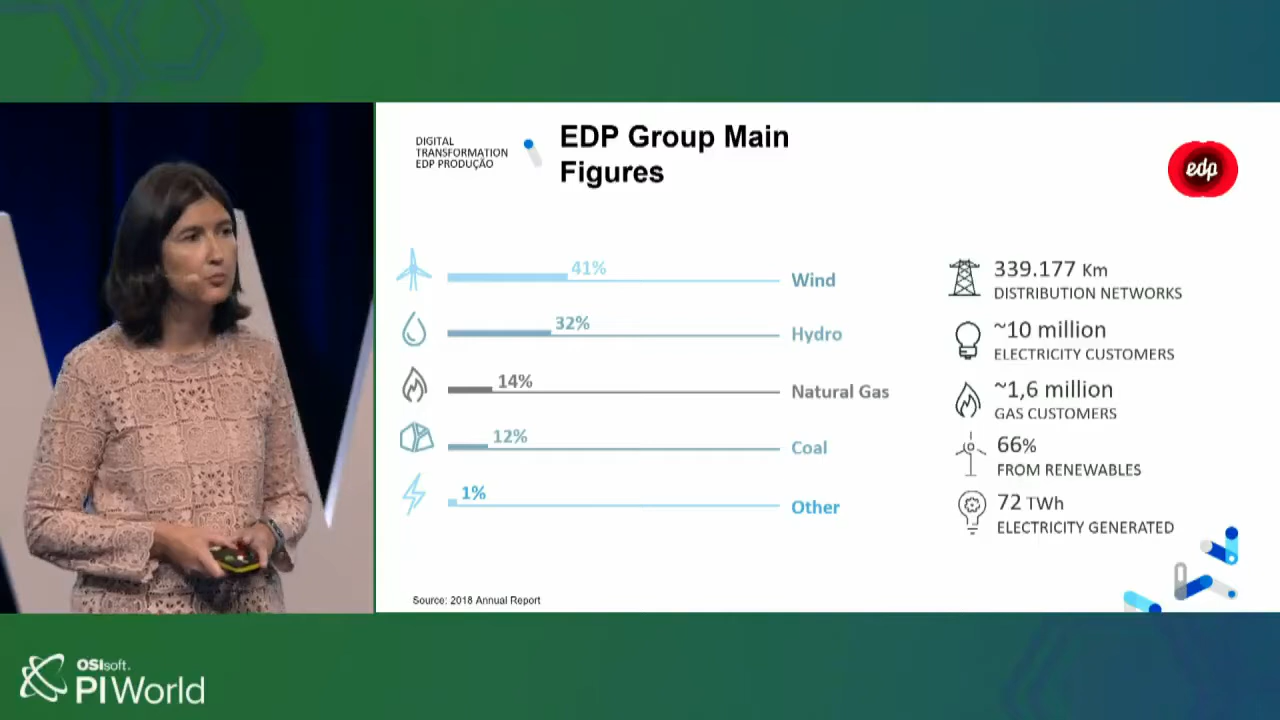 DIGITAL
TRANSFORMATION
EDP PRODUÇÃO
EDP Group Main
Figures
edp
41%
Wind
32%
Hydro
14%
Natural Gas
12%
Coal
1%
Other
339.177 Km
DISTRIBUTION NETWORKS
~10 million
ELECTRICITY CUSTOMERS
~1,6 million
GAS CUSTOMERS
66%
FROM RENEWABLES
72 TWh
ELECTRICITY GENERATED
Source: 2018 Annual Report
OSIsoft.
PI World